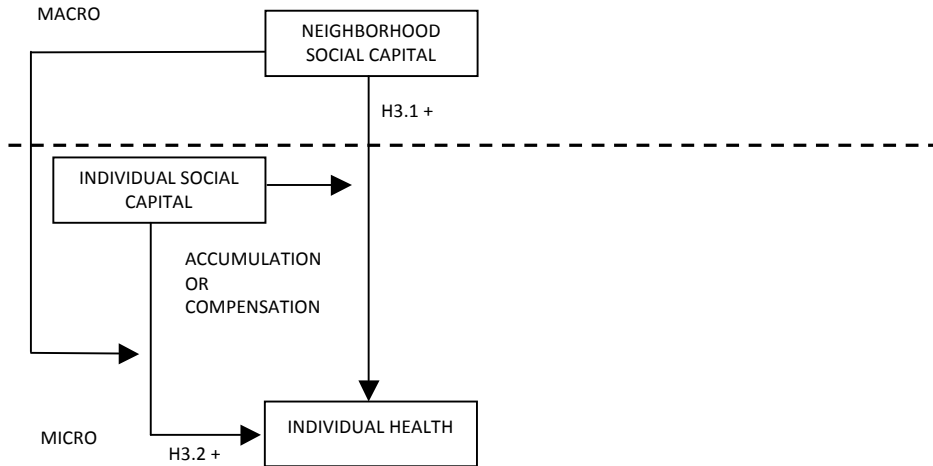 MACRO
NEIGHBORHOOD
SOCIAL CAPITAL
H3.1 +
INDIVIDUAL SOCIAL
CAPITAL
ACCUMULATION
OR
COMPENSATION
INDIVIDUAL HEALTH
MICRO
H3.2 +